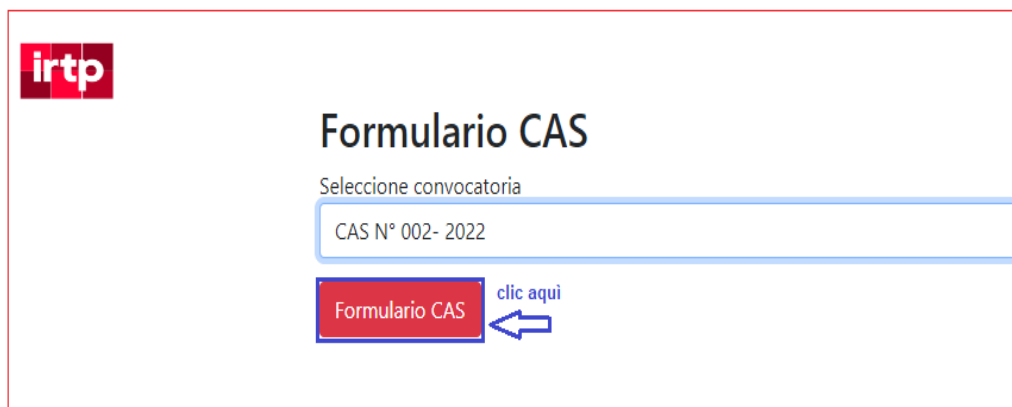 irtp
Formulario CAS
Seleccione convocatoria
CAS N° 002- 2022
Formulario CAS
clic aquì